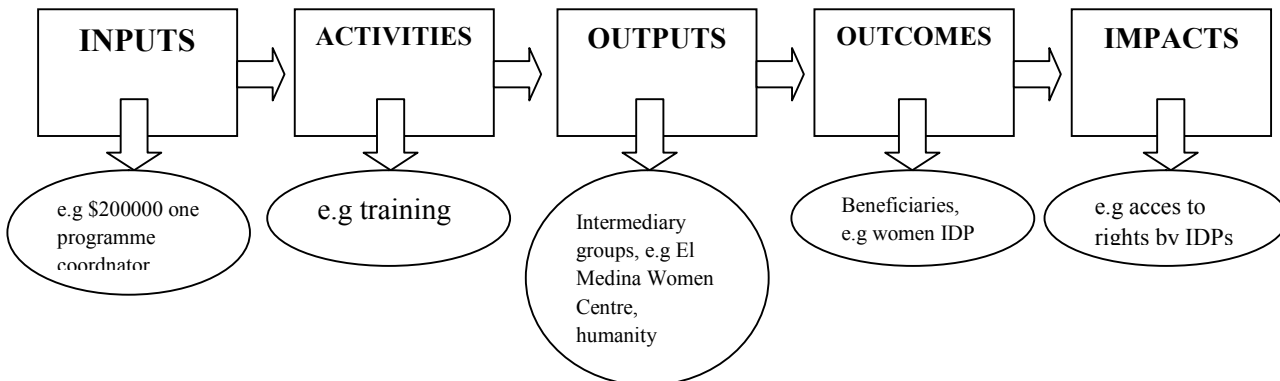 INPUTS
ACTIVITIES
OUTPUTS
OUTCOMES
IMPACTS
e.g $200000 one
programme
coordnator
e.g training
Intermediary
groups, e.g El
Medina Women
Centre,
humanity
Beneficiaries,
e.g women IDP
e.g acces to
rights by IDPs